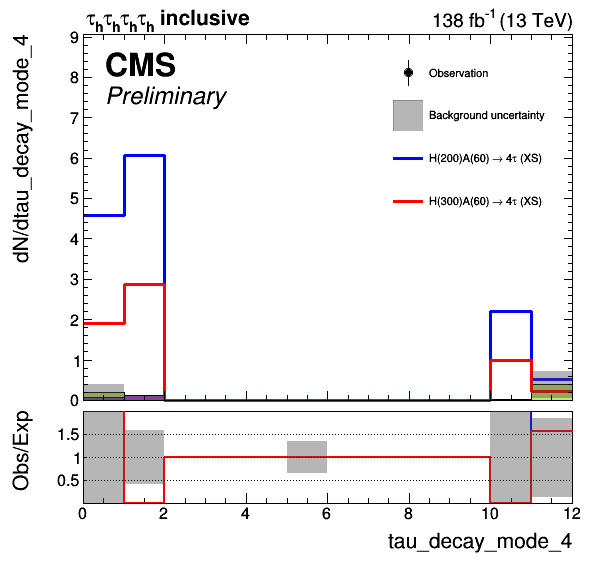 τhτhτhτh inclusive
138 fb-1 (13 TeV)
CMS
Preliminary
Observation
Background uncertainty
H(200)A(60) → 4τ (XS)
H(300)A(60) → 4τ (XS)
dN/dtau_decay_mode_4
9
8
7
6
5
4
3
2
1
0
Obs/Exp
1.5
1
0.5
0 2 4 6 8 10 12
tau_decay_mode_4